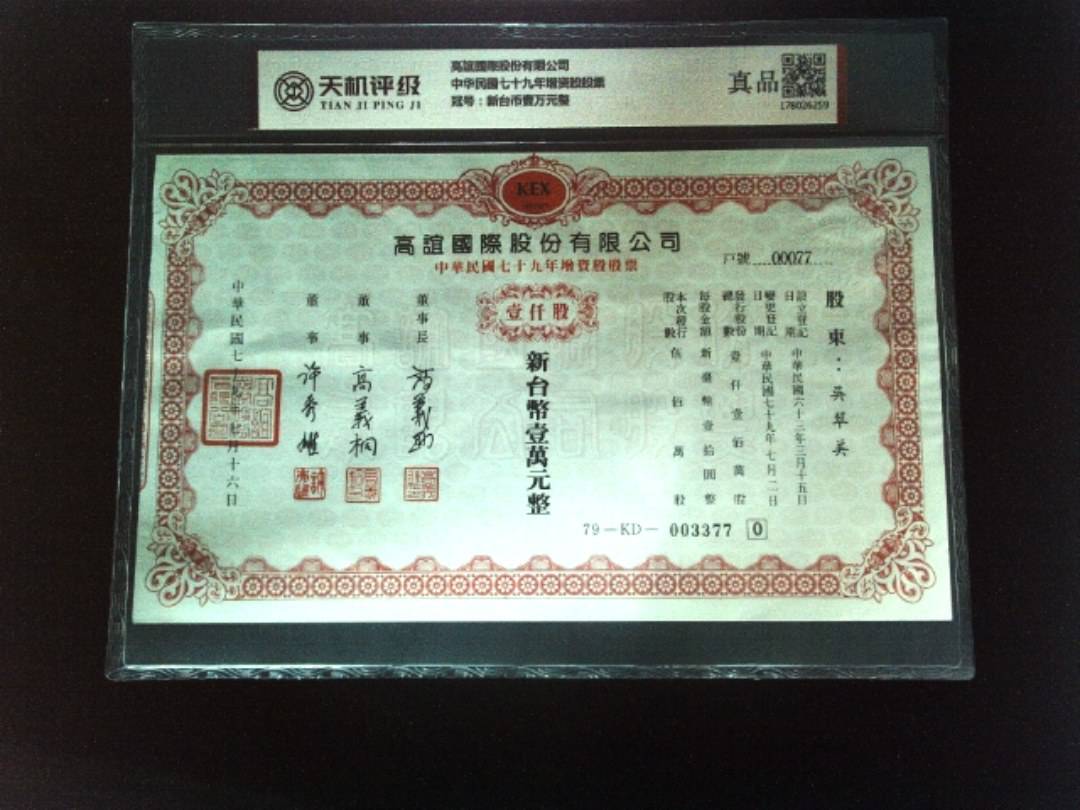 天机评级
TIAN JI PING JI
高誼國際股份有限公司
中华民國七十九年增资股股票
冠号：新台币壹万元整
真品
178026259
KEX
高誼國際股份有限公司
中華民國七十九年增資股股票
戶號 00077
壹仟股
股東：吳翠美
設立登記日期 中華民國六十三年三月十五日
變更登記日期 中華民國七十九年七月二日
發行股份總數 壹仟壹佰萬股
每股金額 新臺幣壹拾圓整
本次發行股數 伍佰萬股
新台幣壹萬元整
董事長
董事 高義桐
董事 許秀
中華民國七十九年七月十六日
79－KD－ 003377 0